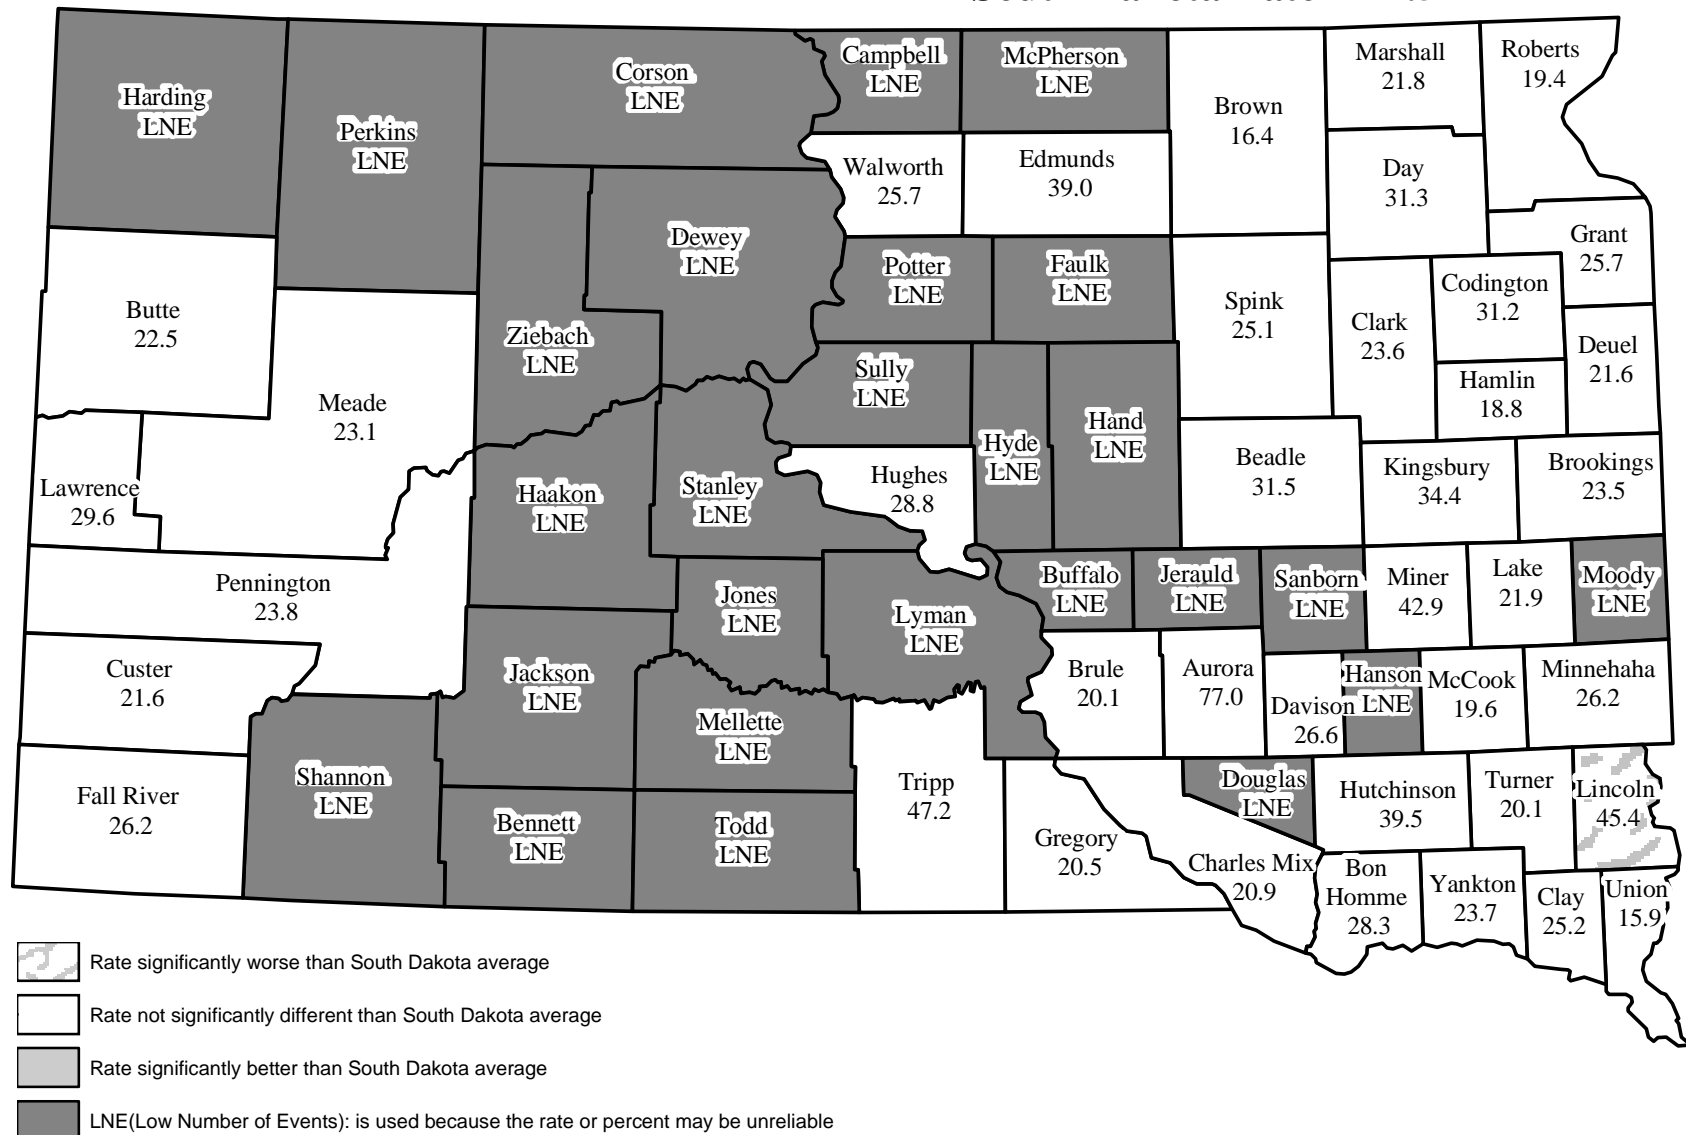 Harding
LNE
Perkins
LNE
Corson
LNE
Campbell
LNE
McPherson
LNE
Brown
16.4
Marshall
21.8
Roberts
19.4
Walworth
25.7
Edmunds
39.0
Day
31.3
Dewey
LNE
Potter
LNE
Faulk
LNE
Grant
25.7
Butte
22.5
Ziebach
LNE
Spink
25.1
Clark
23.6
Codington
31.2
Deuel
21.6
Hamlin
18.8
Meade
23.1
Sully
LNE
Hyde
LNE
Hand
LNE
Lawrence
29.6
Haakon
LNE
Stanley
LNE
Hughes
28.8
Beadle
31.5
Kingsbury
34.4
Brookings
23.5
Pennington
23.8
Jones
LNE
Lyman
LNE
Buffalo
LNE
Jerauld
LNE
Sanborn
LNE
Miner
42.9
Lake
21.9
Moody
LNE
Custer
21.6
Jackson
LNE
Mellette
LNE
Brule
20.1
Aurora
77.0
Davison
26.6
Hanson
LNE
McCook
19.6
Minnehaha
26.2
Fall River
26.2
Shannon
LNE
Bennett
LNE
Todd
LNE
Tripp
47.2
Gregory
20.5
Charles Mix
20.9
Douglas
LNE
Hutchinson
39.5
Turner
20.1
Lincoln
45.4
Bon
Homme
28.3
Yankton
23.7
Clay
25.2
Union
15.9
Rate significantly worse than South Dakota average
Rate not significantly different than South Dakota average
Rate significantly better than South Dakota average
LNE(Low Number of Events): is used because the rate or percent may be unreliable